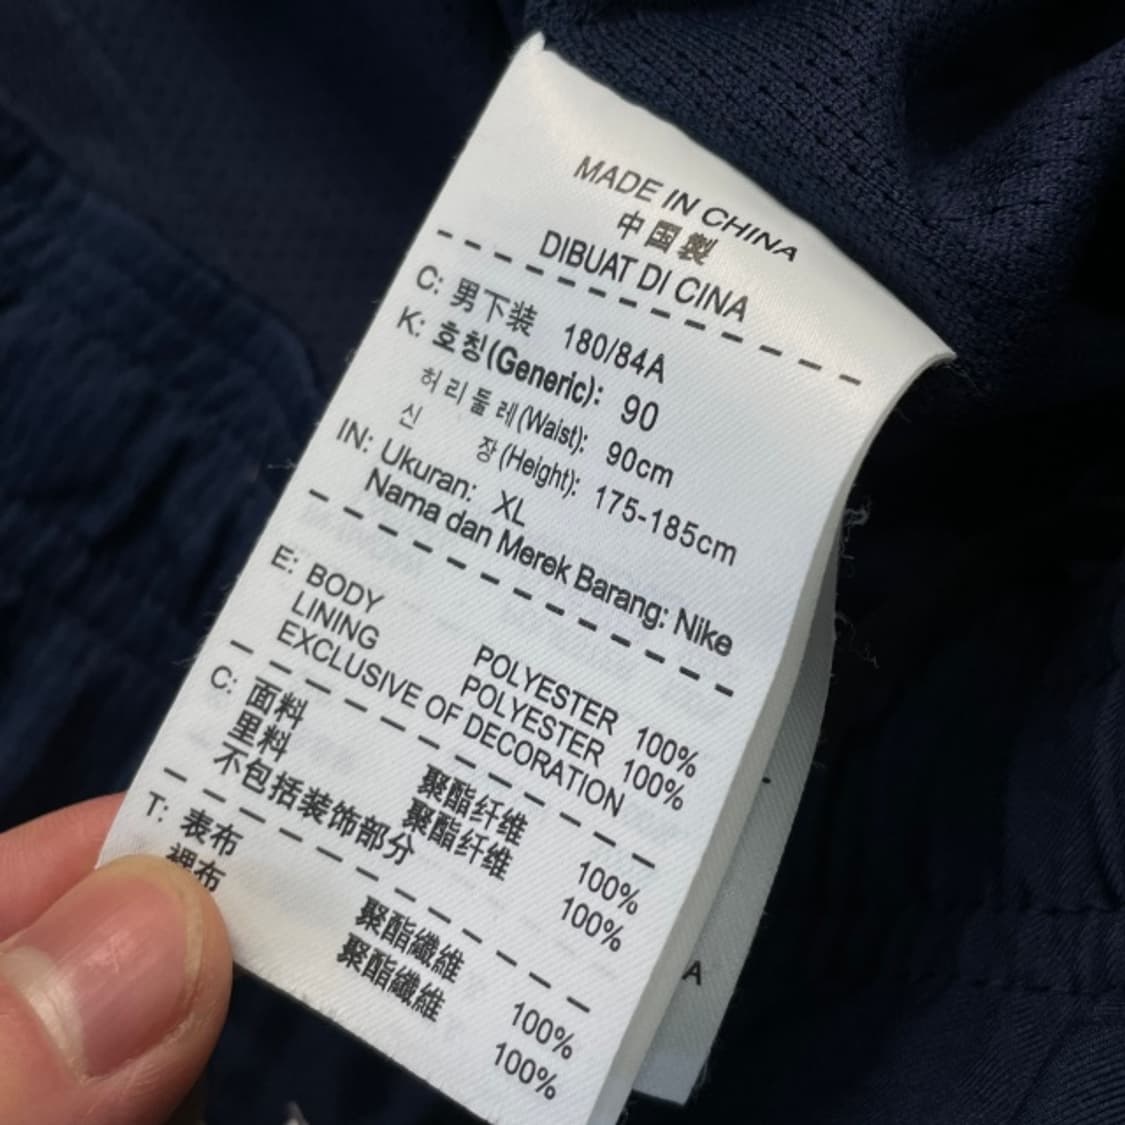 MADE IN CHINA
中国製
DIBUAT DI CINA
C: 男下装 180/84A
K: 호칭(Generic): 90
허리둘레(Waist): 90cm
신 장(Height): 175-185cm
IN: Ukuran: XL
Nama dan Merek Barang: Nike
E: BODY POLYESTER 100%
LINING POLYESTER 100%
EXCLUSIVE OF DECORATION
C: 面料 聚酯纤维 100%
里料 聚酯纤维 100%
不包括装饰部分
T: 表布 聚酯纖維 100%
裡布 聚酯纖維 100%
A